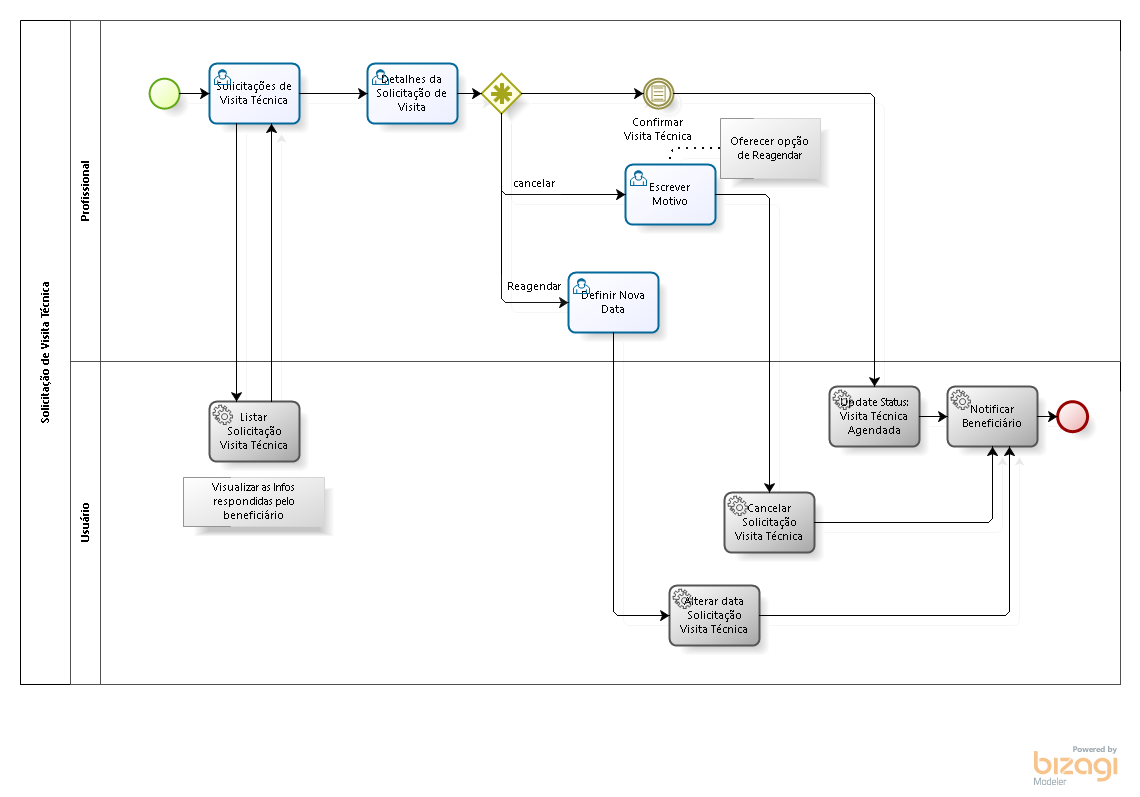 Solicitação de Visita Técnica
Profissional
Solicitações de
Visita Técnica
Detalhes da
Solicitação de
Visita
Confirmar
Visita Técnica
Oferecer opção
de Reagendar
cancelar
Escrever
Motivo
Reagendar
Definir Nova
Data
Usuário
Listar
Solicitação
Visita Técnica
Visualizar as Infos
respondidas pelo
beneficiário
Update Status:
Visita Técnica
Agendada
Notificar
Beneficiário
Cancelar
Solicitação
Visita Técnica
Alterar data
Solicitação
Visita Técnica
Powered by
bizagi
Modeler